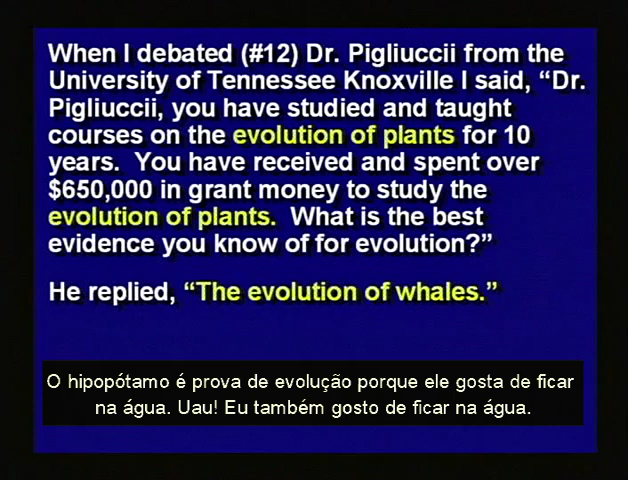 When I debated (#12) Dr. Pigliuccii from the
University of Tennessee Knoxville I said, “Dr.
Pigliuccii, you have studied and taught
courses on the evolution of plants for 10
years.  You have received and spent over
$650,000 in grant money to study the
evolution of plants.  What is the best
evidence you know of for evolution?”
He replied, “The evolution of whales.”
O hipopótamo é prova de evolução porque ele gosta de ficar
na água. Uau! Eu também gosto de ficar na água.